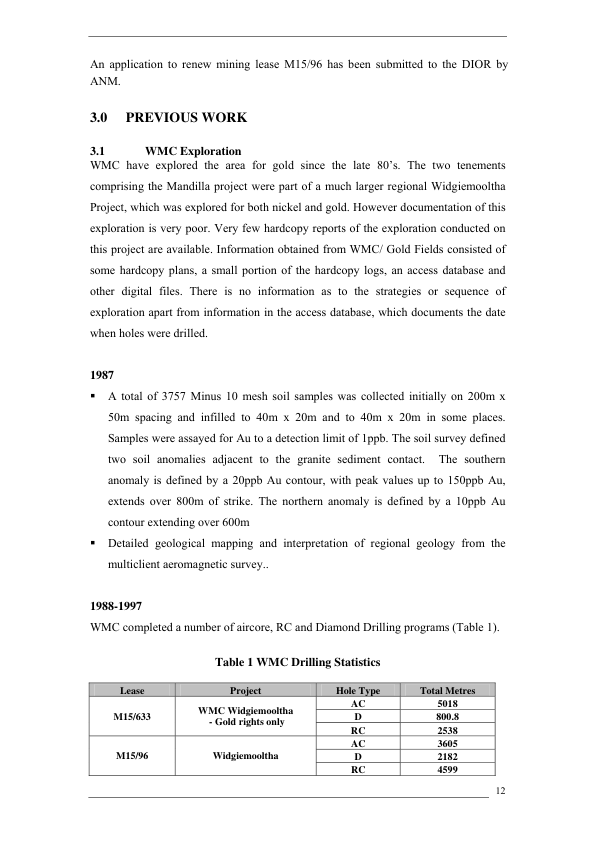 An application to renew mining lease M15/96 has been submitted to the DIOR by
ANM.
3.0 PREVIOUS WORK
3.1 WMC Exploration
WMC have explored the area for gold since the late 80’s. The two tenements
comprising the Mandilla project were part of a much larger regional Widgiemooltha
Project, which was explored for both nickel and gold. However documentation of this
exploration is very poor. Very few hardcopy reports of the exploration conducted on
this project are available. Information obtained from WMC/ Gold Fields consisted of
some hardcopy plans, a small portion of the hardcopy logs, an access database and
other digital files. There is no information as to the strategies or sequence of
exploration apart from information in the access database, which documents the date
when holes were drilled.
1987
▪ A total of 3757 Minus 10 mesh soil samples was collected initially on 200m x
50m spacing and infilled to 40m x 20m and to 40m x 20m in some places.
Samples were assayed for Au to a detection limit of 1ppb. The soil survey defined
two soil anomalies adjacent to the granite sediment contact. The southern
anomaly is defined by a 20ppb Au contour, with peak values up to 150ppb Au,
extends over 800m of strike. The northern anomaly is defined by a 10ppb Au
contour extending over 600m
▪ Detailed geological mapping and interpretation of regional geology from the
multiclient aeromagnetic survey..
1988-1997
WMC completed a number of aircore, RC and Diamond Drilling programs (Table 1).
Table 1 WMC Drilling Statistics
Lease Project Hole Type Total Metres
M15/633 WMC Widgiemooltha - Gold rights only AC 5018
D 800.8
RC 2538
M15/96 Widgiemooltha AC 3605
D 2182
RC 4599
12